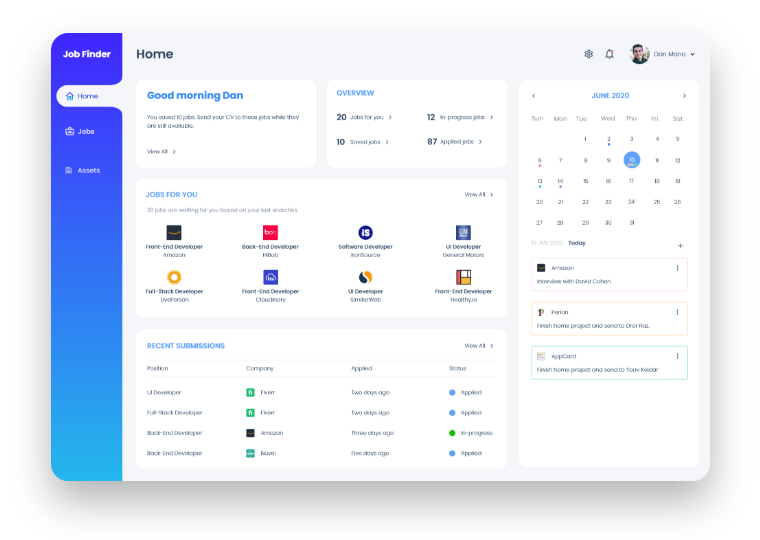 Job Finder
Home
Dan Mano
Home
Jobs
Assets
Good morning Dan
You saved 10 jobs. Send your CV to these jobs while they
are still available.
View All
OVERVIEW
20 Jobs for you
12 In-progress jobs
10 Saved jobs
87 Applied jobs
JOBS FOR YOU
View All
20 jobs are waiting for you based on your last searches
Front-End Developer
Amazon
Back-End Developer
HiBob
Software Developer
IronSource
UI Developer
General Motors
Full-Stack Developer
LivePerson
Front-End Developer
Cloudinary
UI Developer
SimilarWeb
Front-End Developer
Healthy.io
RECENT SUBMISSIONS
View All
Position Company Applied Status
UI Developer Fiverr Two days ago Applied
Full-Stack Developer Fiverr Two days ago Applied
Back-End Developer Amazon Three days ago In-progress
Back-End Developer Nuvei Five days ago Applied
JUNE 2020
Sun Mon Tue Wed Thu Fri Sat
1 2 3 4 5
6 7 8 9 10 11 12
13 14 15 16 17 18 19
20 21 22 23 24 25 26
27 28 29 30 31
10 JUN 2020 Today
Amazon
Interview with David Cohen
Perion
Finish home project and send to Dror Raz.
AppCard
Finish home project and send to Yoav Keidar